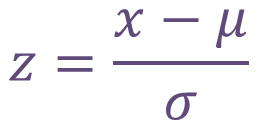 z = (x − μ) / σ